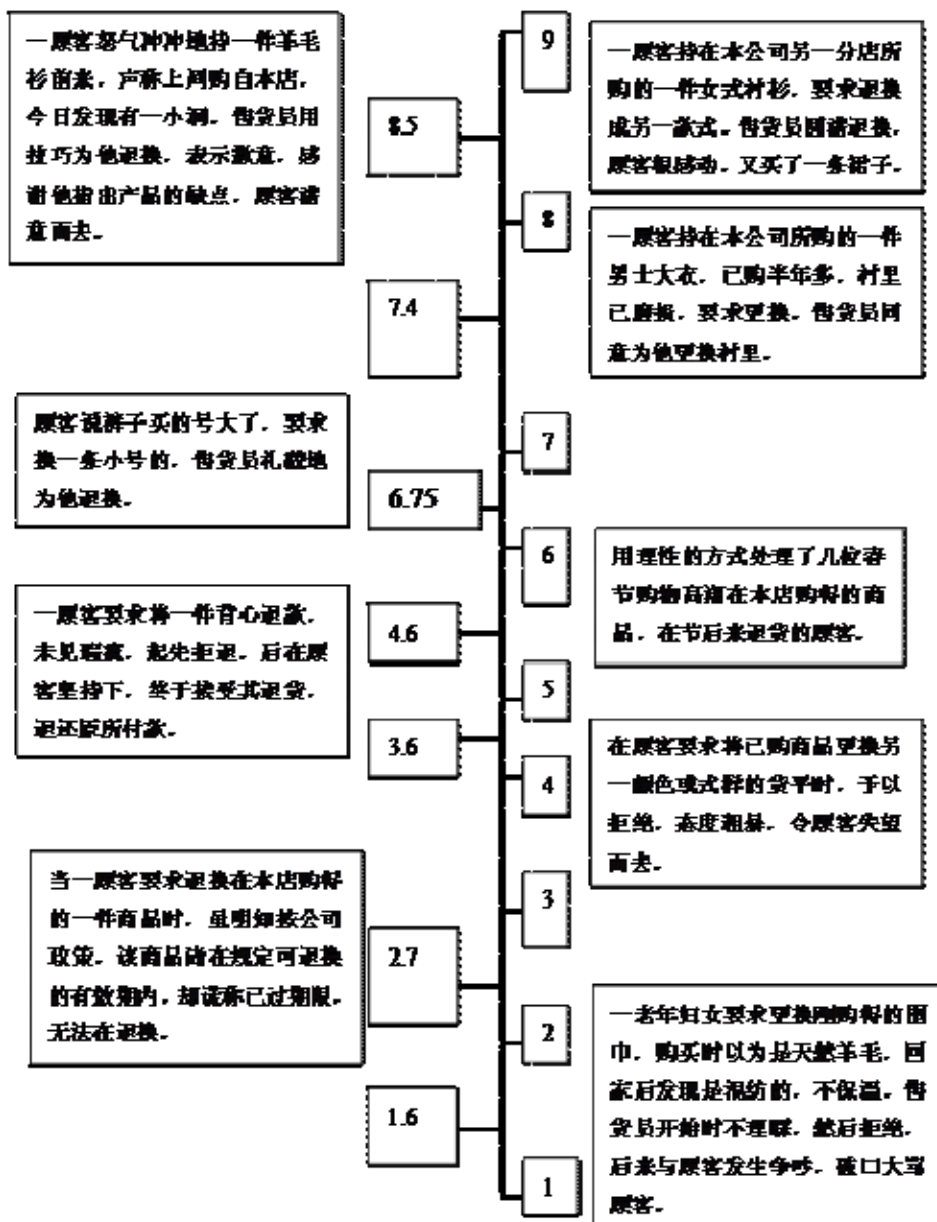 一顾客怒气冲冲地持一件羊毛
衫前来，声称上周购自本店，
今日发现有一小洞。售货员用
技巧为他退换，表示歉意，感
谢他指出产品的缺点，顾客满
意而去。
9
一顾客持在本公司另一分店所
购的一件女式衬衫，要求退换
成另一款式。售货员圆满退换，
顾客很感动，又买了一条裙子。
8.5
8
一顾客持在本公司所购的一件
男士大衣，已购半年多，衬里
已磨损，要求更换。售货员同
意为他更换衬里。
7.4
顾客说裤子买的号大了，要求
换一条小号的，售货员礼貌地
为他退换。
7
6.75
6
用理性的方式处理了几位春
节购物高潮在本店购得的商
品，在节后来退货的顾客。
一顾客要求将一件背心退款，
未见瑕疵，起先拒退，后在顾
客坚持下，终于接受其退货，
退还原所付款。
4.6
5
3.6
4
在顾客要求将已购商品更换另
一颜色或式群的货平时，予以
拒绝，态度粗暴，令顾客失望
而去。
当一顾客要求退换在本店购得
的一件商品时，虽明知按公司
政策，该商品尚在规定可退换
的有效期内，却谎称已过期限，
无法在退换。
3
2.7
2
一老年妇女要求更换刚购得的围
巾，购买时以为是天然羊毛，回
家后发现是混纺的，不保温。售
货员开始时不理睬，然后拒绝，
后来与顾客发生争吵，破口大骂
顾客。
1.6
1